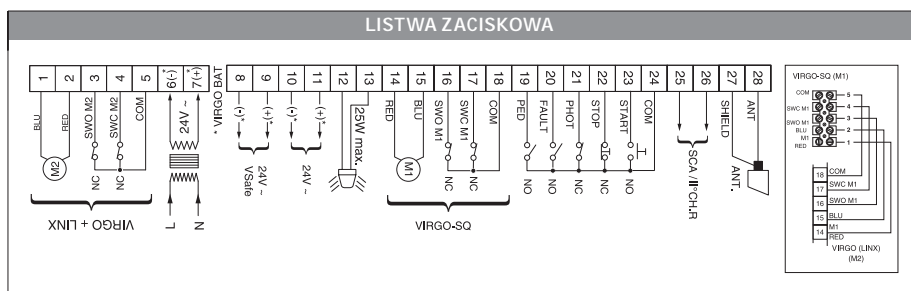 LISTWA ZACISKOWA
1 2 3 4 5 6(-)* 7(+)* * VIRGO BAT 8 9 10 11 12 13 14 15 16 17 18 19 20 21 22 23 24 25 26 27 28
BLU
RED
SWO M2
SWC M2
COM
24V ~
(-)*
(+)*
(-)*
(+)*
25W max.
RED
BLU
SWO M1
SWC M1
COM
PED
FAULT
PHOT
STOP
START
COM
SHIELD
ANT
M2
NC
NC
24V ~
VSafe
24V ~
M1
NC
NC
NO
NO
NC
NC
NO
SCA /II°CH.R
ANT.
VIRGO + LINX
L
N
VIRGO-SQ
VIRGO-SQ (M1)
COM 5
SWC M1 4
SWO M1 3
BLU 2
M1
RED 1
18 COM
17 SWC M1
16 SWO M1
15 BLU
14 M1
RED
VIRGO (LINX)
(M2)